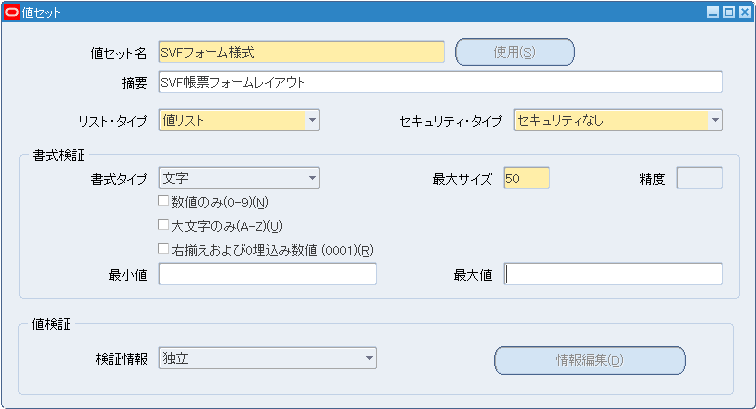 値セット
値セット名 SVFフォーム様式 使用(S)
摘要 SVF帳票フォームレイアウト
リスト・タイプ 値リスト セキュリティ・タイプ セキュリティなし
書式検証
書式タイプ 文字 最大サイズ 50 精度
数値のみ(0-9)(N)
大文字のみ(A-Z)(U)
右揃えおよび0埋込み数値 (0001)(R)
最小値 最大値
値検証
検証情報 独立 情報編集(D)